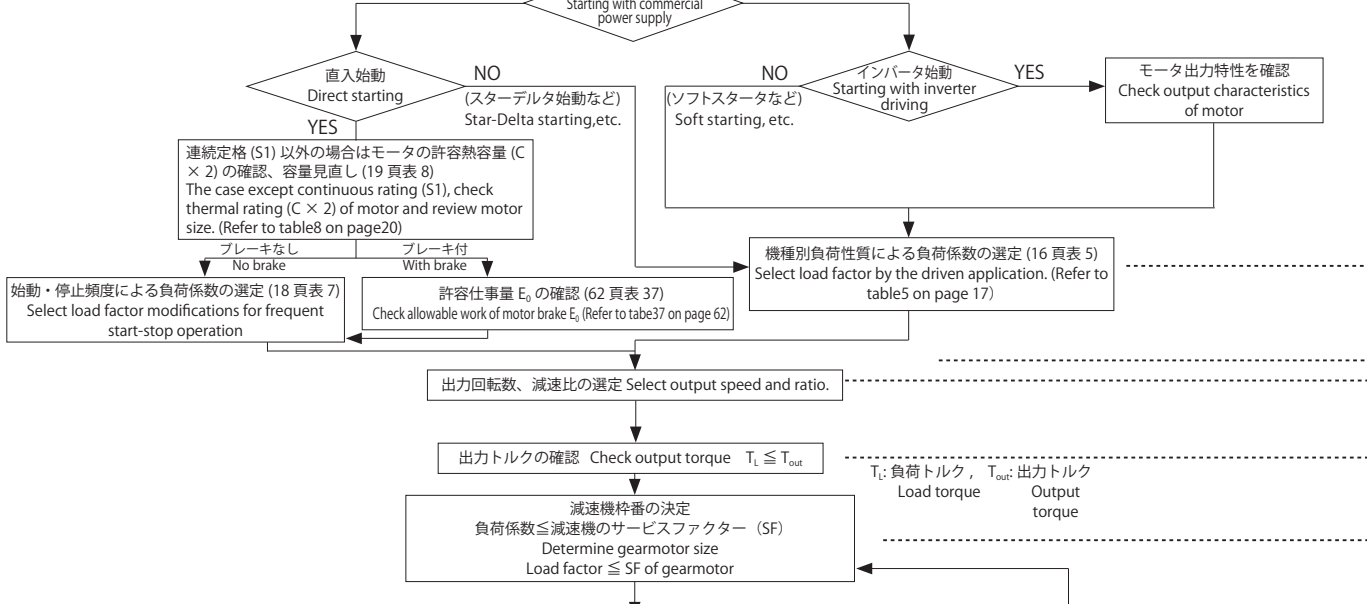 Starting with commercial
power supply
直入始動
Direct starting
NO
(スターデルタ始動など)
Star-Delta starting,etc.
YES
NO
(ソフトスタータなど)
Soft starting, etc.
インバータ始動
Starting with inverter
driving
YES
モータ出力特性を確認
Check output characteristics
of motor
連続定格 (S1) 以外の場合はモータの許容熱容量 (C
× 2) の確認、容量見直し (19 頁表 8)
The case except continuous rating (S1), check
thermal rating (C × 2) of motor and review motor
size. (Refer to table8 on page20)
ブレーキなし
No brake
ブレーキ付
With brake
始動・停止頻度による負荷係数の選定 (18 頁表 7)
Select load factor modifications for frequent
start-stop operation
許容仕事量 E₀ の確認 (62 頁表 37)
Check allowable work of motor brake E₀ (Refer to tabe37 on page 62)
機種別負荷性質による負荷係数の選定 (16 頁表 5)
Select load factor by the driven application. (Refer to
table5 on page 17)
出力回転数、減速比の選定 Select output speed and ratio.
出力トルクの確認 Check output torque T_L ≦ T_out
T_L: 負荷トルク , T_out: 出力トルク
Load torque Output
torque
減速機枠番の決定
負荷係数≦減速機のサービスファクター（SF）
Determine gearmotor size
Load factor ≦ SF of gearmotor